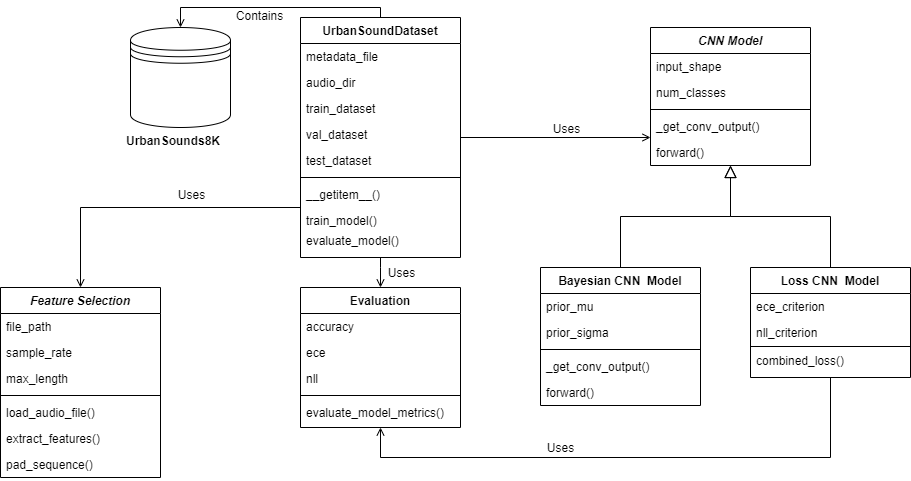 Contains
UrbanSoundDataset
metadata_file
audio_dir
train_dataset
val_dataset
test_dataset
__getitem__()
train_model()
evaluate_model()
UrbanSounds8K
Uses
CNN Model
input_shape
num_classes
_get_conv_output()
forward()
Uses
Uses
Feature Selection
file_path
sample_rate
max_length
load_audio_file()
extract_features()
pad_sequence()
Evaluation
accuracy
ece
nll
evaluate_model_metrics()
Bayesian CNN Model
prior_mu
prior_sigma
_get_conv_output()
forward()
Loss CNN Model
ece_criterion
nll_criterion
combined_loss()
Uses